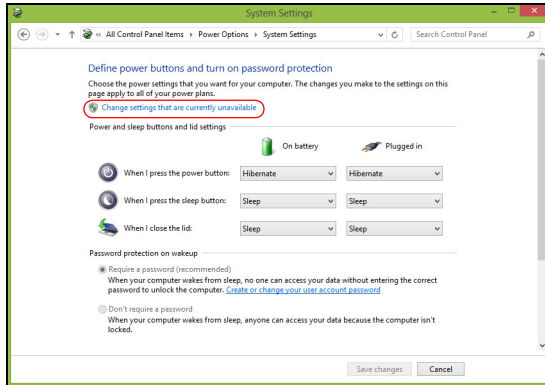 System Settings
« All Control Panel Items ▸ Power Options ▸ System Settings
Search Control Panel
Define power buttons and turn on password protection
Choose the power settings that you want for your computer. The changes you make to the settings on this
page apply to all of your power plans.
Change settings that are currently unavailable
Power and sleep buttons and lid settings
On battery Plugged in
When I press the power button: Hibernate Hibernate
When I press the sleep button: Sleep Sleep
When I close the lid: Sleep Sleep
Password protection on wakeup
Require a password (recommended)
When your computer wakes from sleep, no one can access your data without entering the correct
password to unlock the computer. Create or change your user account password
Don't require a password
When your computer wakes from sleep, anyone can access your data because the computer isn't
locked.
Save changes Cancel